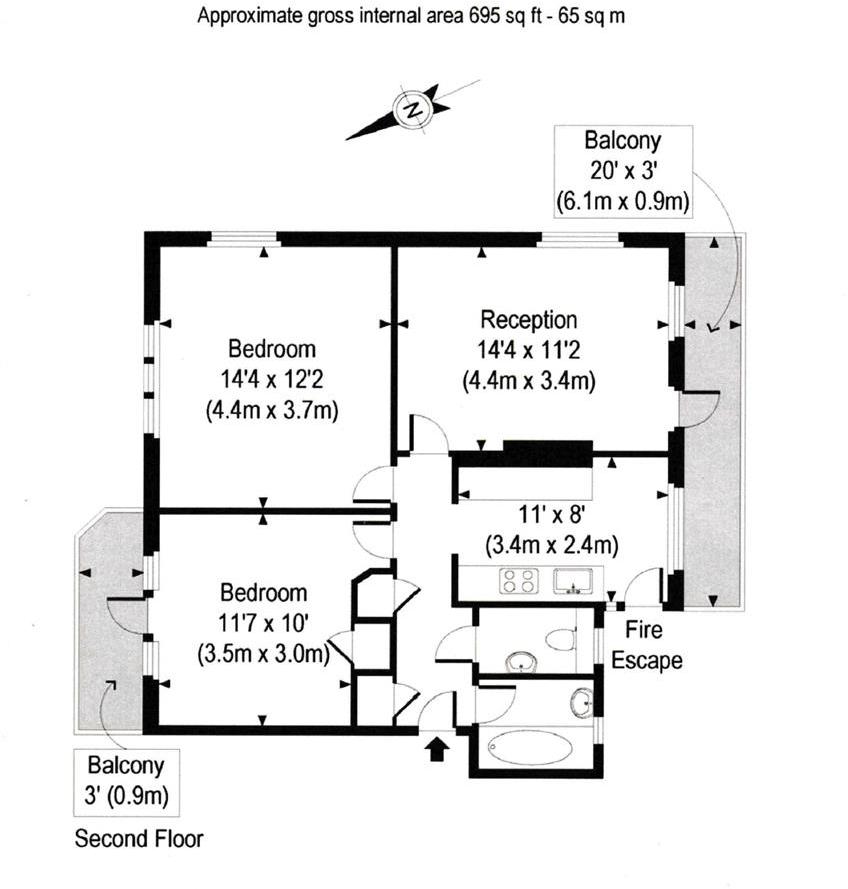 Approximate gross internal area 695 sq ft - 65 sq m
N
Balcony
20' x 3'
(6.1m x 0.9m)
Reception
14'4 x 11'2
(4.4m x 3.4m)
Bedroom
14'4 x 12'2
(4.4m x 3.7m)
11' x 8'
(3.4m x 2.4m)
Bedroom
11'7 x 10'
(3.5m x 3.0m)
Fire
Escape
Balcony
3' (0.9m)
Second Floor